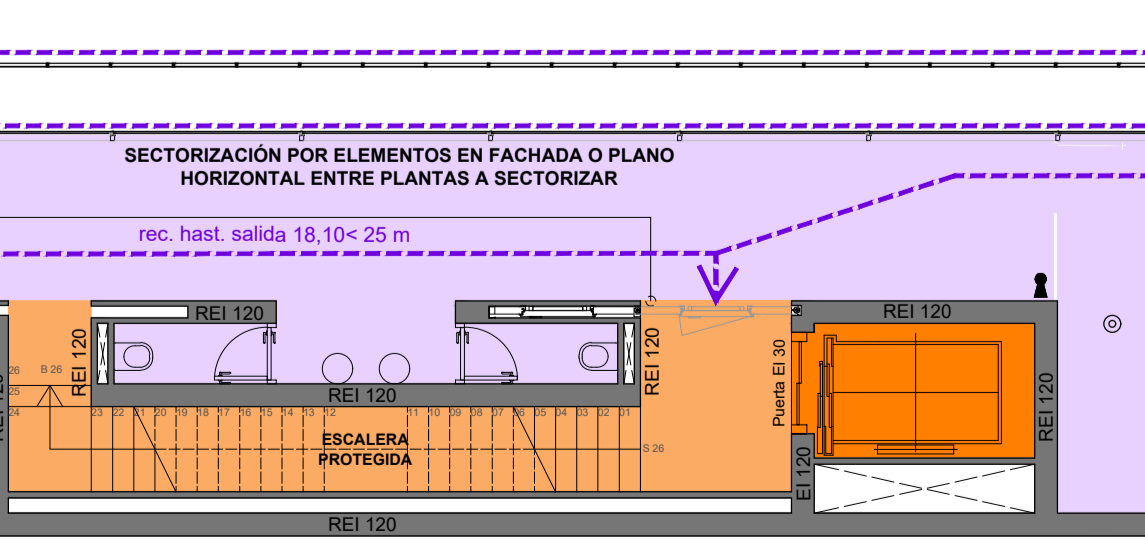 SECTORIZACIÓN POR ELEMENTOS EN FACHADA O PLANO
HORIZONTAL ENTRE PLANTAS A SECTORIZAR
rec. hast. salida 18,10< 25 m
REI 120
REI 120
REI 120
REI 120
REI 120
Puerta EI 30
REI 120
26
B 26
25
24
23 22 21 20 19 18 17 16 15 14 13 12 11 10 09 08 07 06 05 04 03 02 01
ESCALERA
PROTEGIDA
S 26
EI 120
REI 120